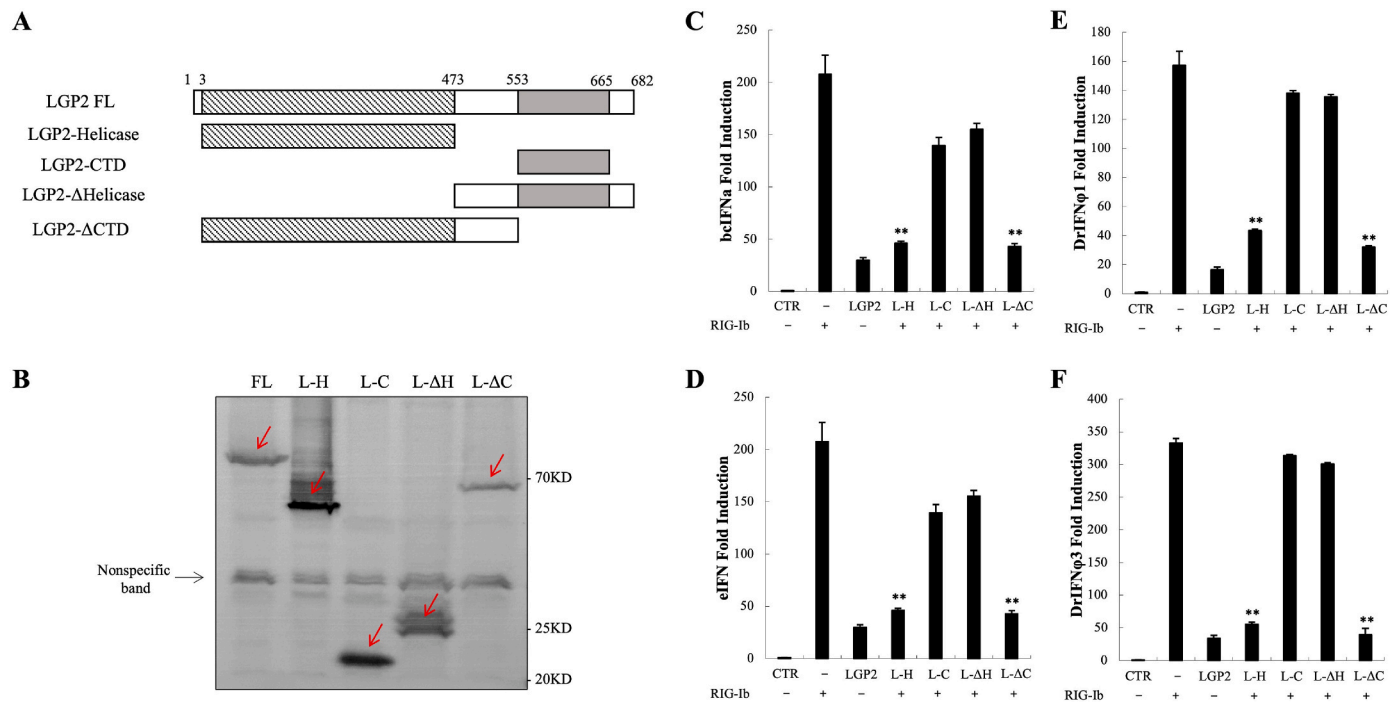 A
1 3 473 553 665 682
LGP2 FL
LGP2-Helicase
LGP2-CTD
LGP2-ΔHelicase
LGP2-ΔCTD
B
FL L-H L-C L-ΔH L-ΔC
70KD
Nonspecific
band
25KD
20KD
C
bcIFNa Fold Induction
250
200
150
100
50
0
** **
CTR – LGP2 L-H L-C L-ΔH L-ΔC
RIG-Ib – + – + + + +
D
eIFN Fold Induction
250
200
150
100
50
0
** **
CTR – LGP2 L-H L-C L-ΔH L-ΔC
RIG-Ib – + – + + + +
E
DrIFNφ1 Fold Induction
180
160
140
120
100
80
60
40
20
0
** **
CTR – LGP2 L-H L-C L-ΔH L-ΔC
RIG-Ib – + – + + + +
F
DrIFNφ3 Fold Induction
400
350
300
250
200
150
100
50
0
** **
CTR – LGP2 L-H L-C L-ΔH L-ΔC
RIG-Ib – + – + + + +